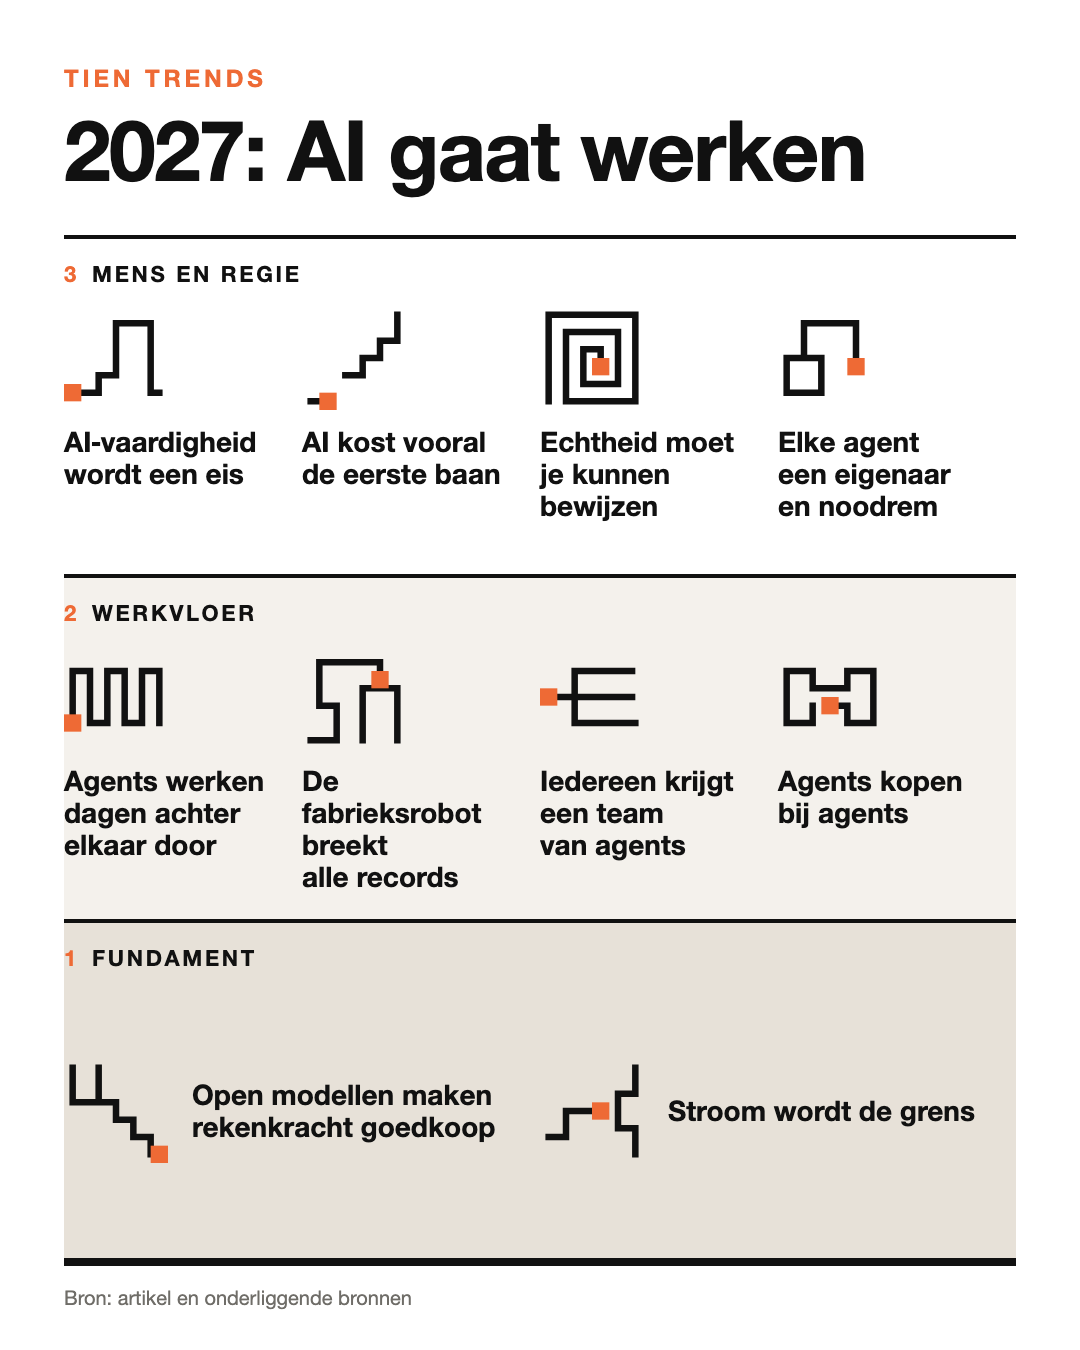 TIEN TRENDS
2027: AI gaat werken
3 MENS EN REGIE
AI-vaardigheid
wordt een eis
AI kost vooral
de eerste baan
Echtheid moet
je kunnen
bewijzen
Elke agent
een eigenaar
en noodrem
2 WERKVLOER
Agents werken
dagen achter
elkaar door
De
fabrieksrobot
breekt
alle records
Iedereen krijgt
een team
van agents
Agents kopen
bij agents
1 FUNDAMENT
Open modellen maken
rekenkracht goedkoop
Stroom wordt de grens
Bron: artikel en onderliggende bronnen